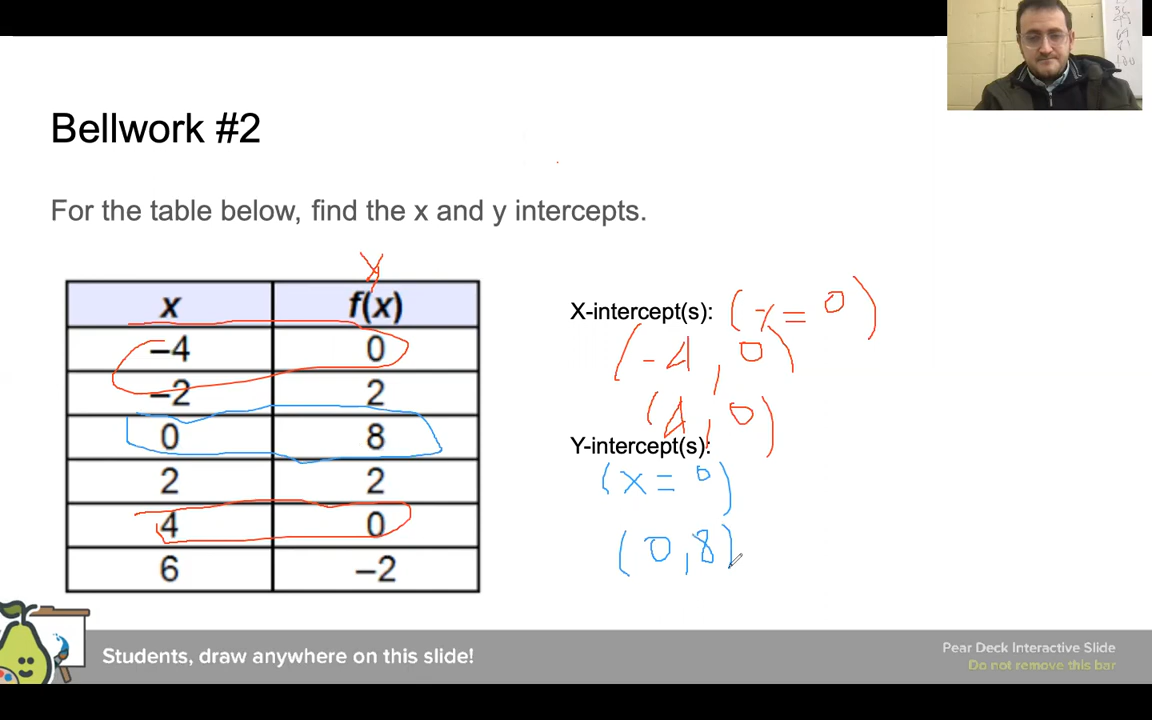 Bellwork #2
For the table below, find the x and y intercepts.
y
x f(x)
−4 0
−2 2
0 8
2 2
4 0
6 −2
X-intercept(s): (y = 0)
(-4, 0)
(4, 0)
Y-intercept(s):
(x = 0)
(0, 8)
Students, draw anywhere on this slide!
Pear Deck Interactive Slide
Do not remove this bar